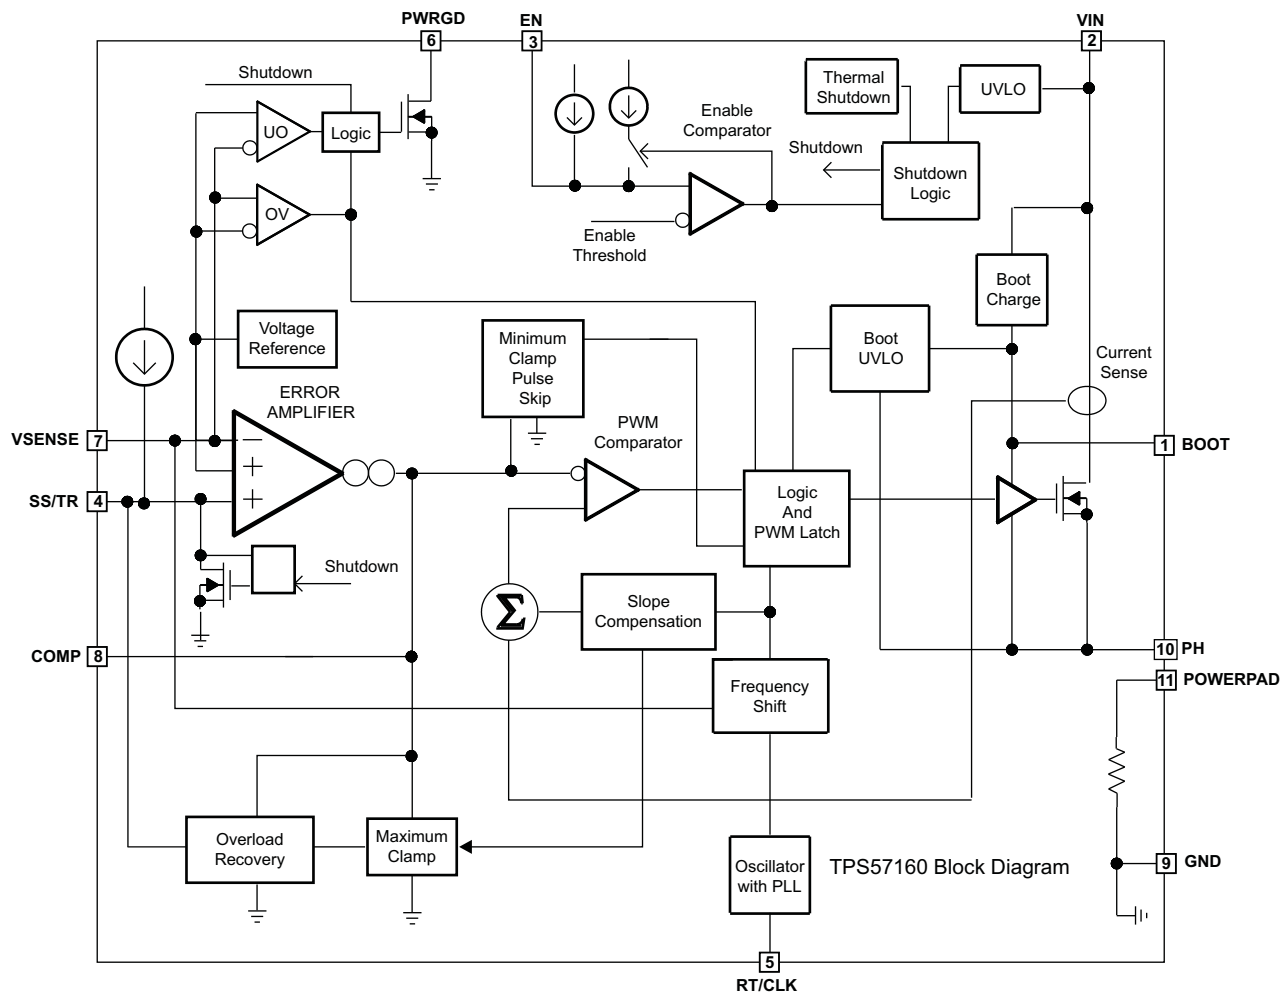 PWRGD
6
EN
3
VIN
2
Shutdown
UO
Logic
OV
Enable
Comparator
Enable
Threshold
Thermal
Shutdown
UVLO
Shutdown
Shutdown
Logic
Boot
Charge
Voltage
Reference
Minimum
Clamp
Pulse
Skip
Boot
UVLO
Current
Sense
ERROR
AMPLIFIER
PWM
Comparator
VSENSE
7
1
BOOT
−
+
+
SS/TR
4
Logic
And
PWM Latch
Shutdown
Σ
Slope
Compensation
COMP
8
10
PH
11
POWERPAD
Frequency
Shift
Overload
Recovery
Maximum
Clamp
Oscillator
with PLL
TPS57160 Block Diagram
9
GND
5
RT/CLK